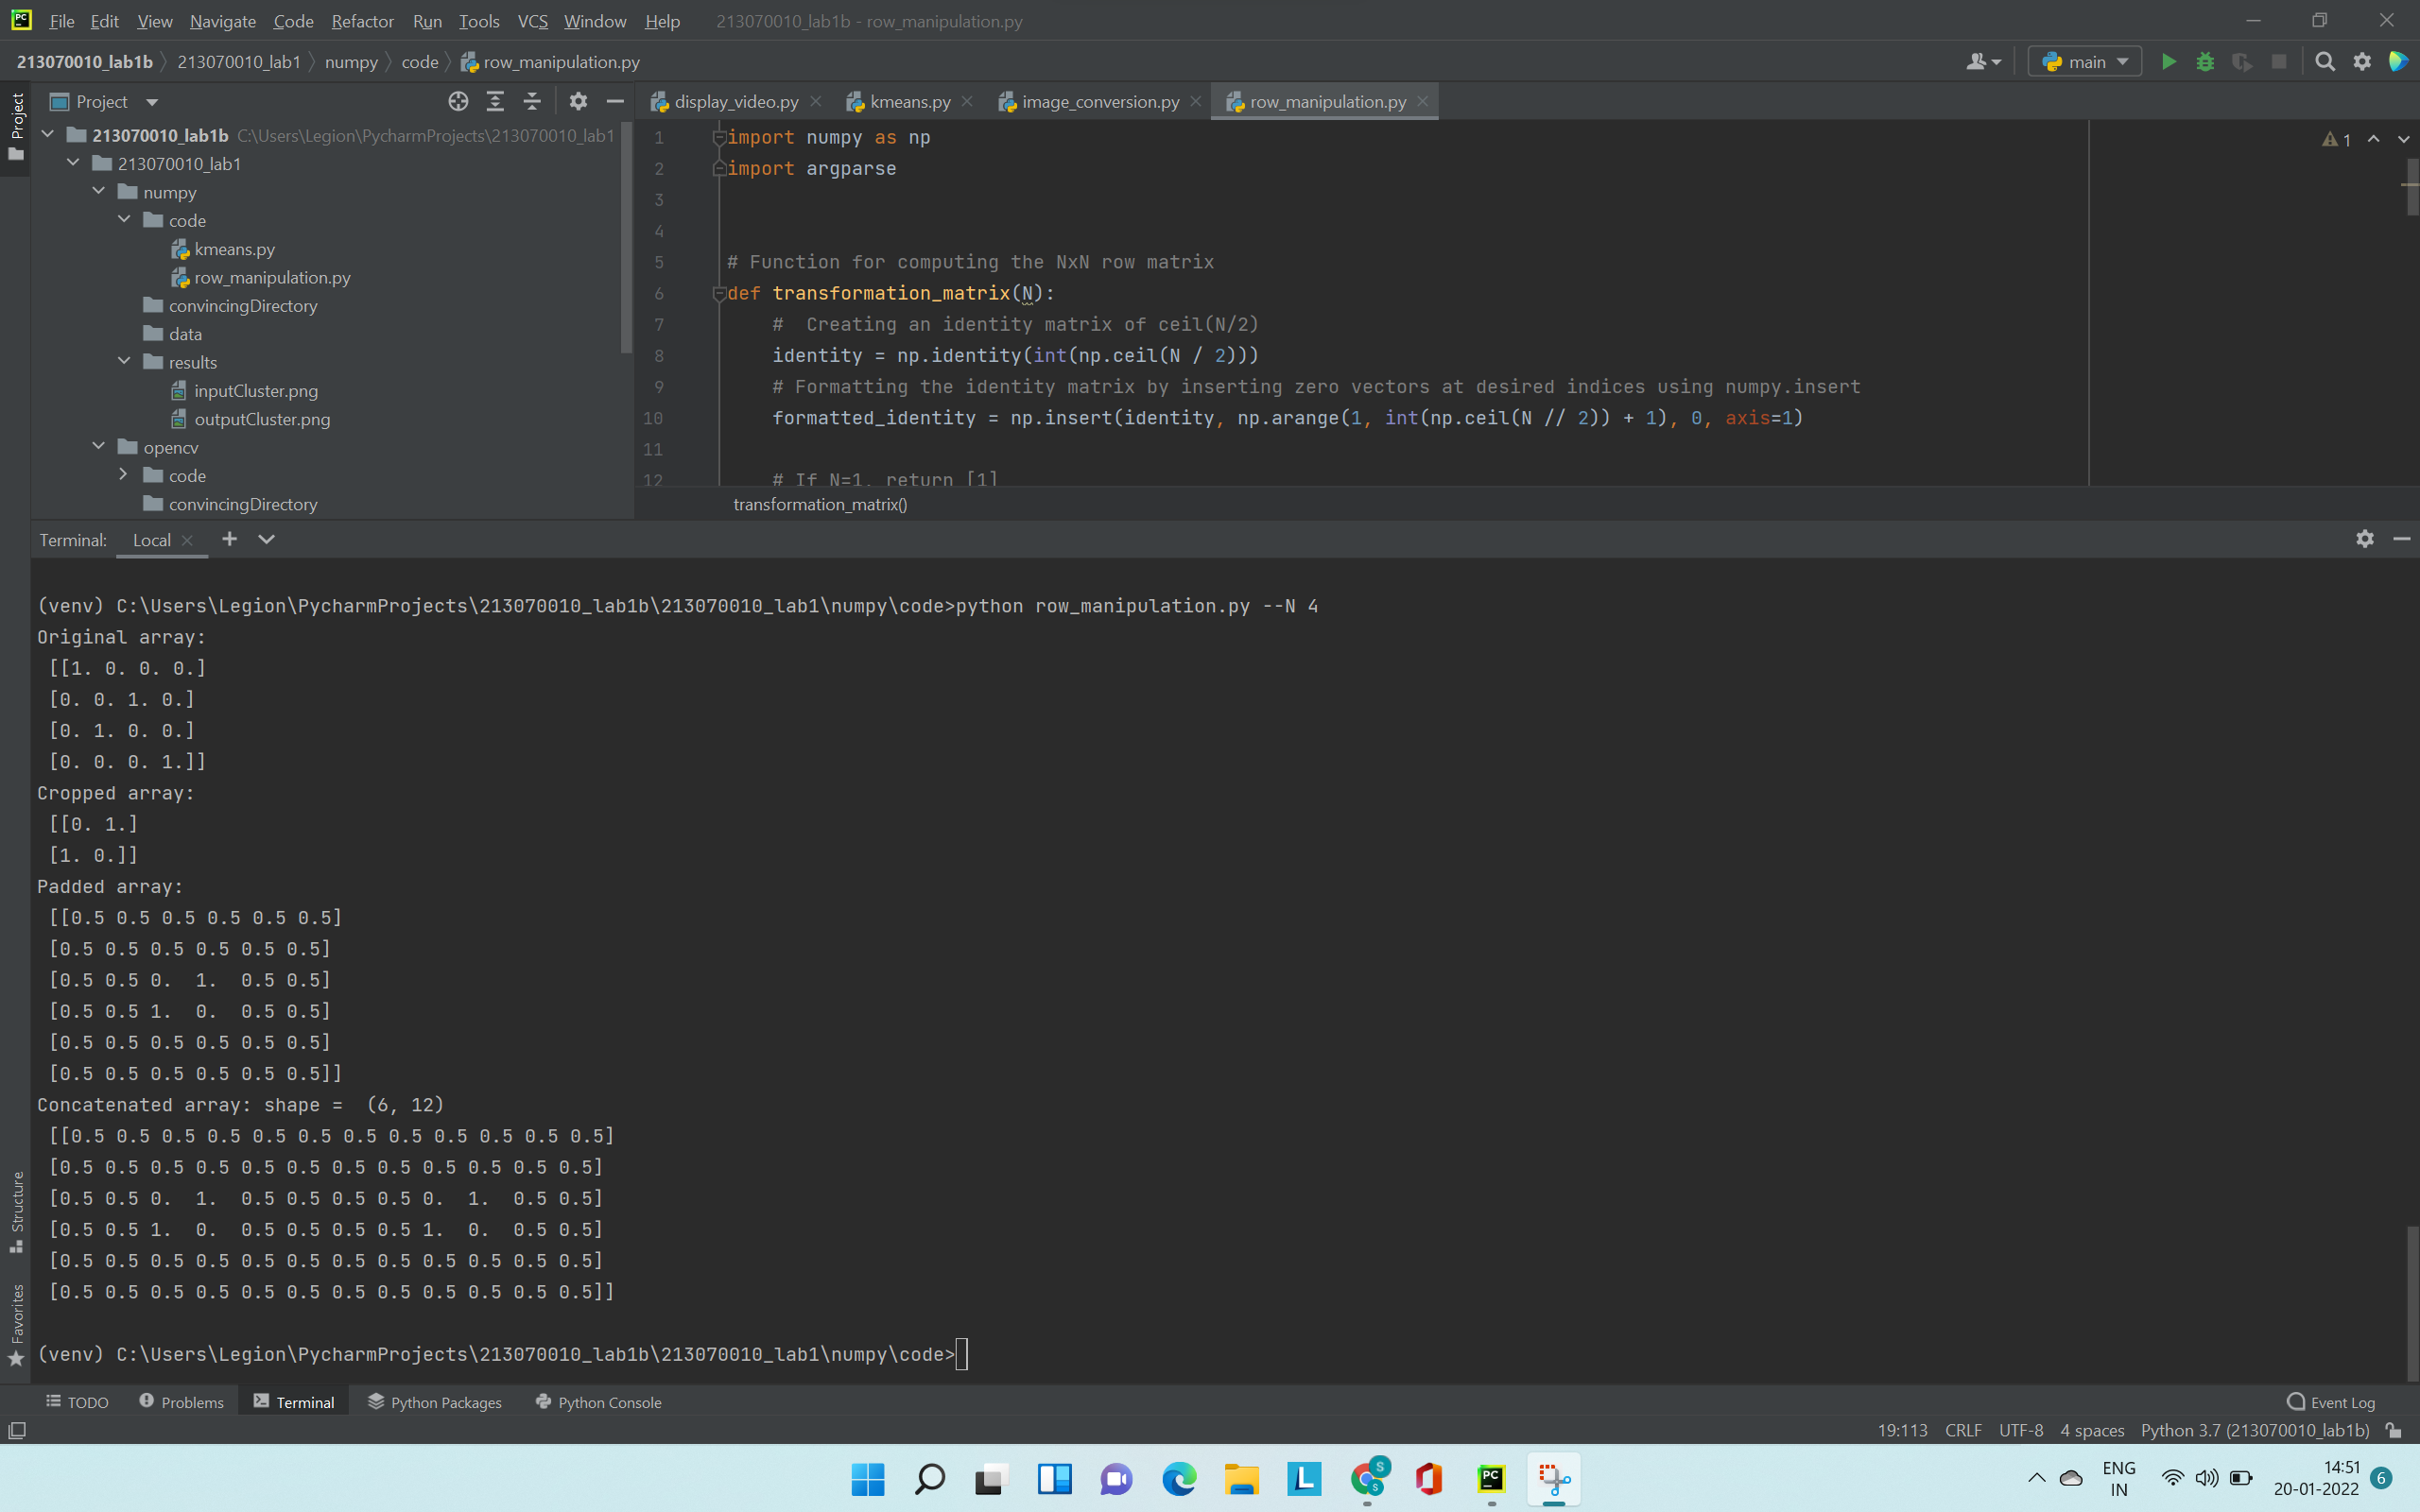 PC File Edit View Navigate Code Refactor Run Tools VCS Window Help 213070010_lab1b - row_manipulation.py
213070010_lab1b 213070010_lab1 numpy code row_manipulation.py main
Project
Project
display_video.py kmeans.py image_conversion.py row_manipulation.py
213070010_lab1b C:\Users\Legion\PycharmProjects\213070010_lab1
213070010_lab1
numpy
code
kmeans.py
row_manipulation.py
convincingDirectory
data
results
inputCluster.png
outputCluster.png
opencv
code
convincingDirectory
1 import numpy as np
2 import argparse
3
4
5 # Function for computing the NxN row matrix
6 def transformation_matrix(N):
7 #  Creating an identity matrix of ceil(N/2)
8 identity = np.identity(int(np.ceil(N / 2)))
9 # Formatting the identity matrix by inserting zero vectors at desired indices using numpy.insert
10 formatted_identity = np.insert(identity, np.arange(1, int(np.ceil(N // 2)) + 1), 0, axis=1)
11
12 # If N=1, return [1]
1
transformation_matrix()
Terminal: Local
(venv) C:\Users\Legion\PycharmProjects\213070010_lab1b\213070010_lab1\numpy\code>python row_manipulation.py --N 4
Original array:
[[1. 0. 0. 0.]
[0. 0. 1. 0.]
[0. 1. 0. 0.]
[0. 0. 0. 1.]]
Cropped array:
[[0. 1.]
[1. 0.]]
Padded array:
[[0.5 0.5 0.5 0.5 0.5 0.5]
[0.5 0.5 0.5 0.5 0.5 0.5]
[0.5 0.5 0.  1.  0.5 0.5]
[0.5 0.5 1.  0.  0.5 0.5]
[0.5 0.5 0.5 0.5 0.5 0.5]
[0.5 0.5 0.5 0.5 0.5 0.5]]
Concatenated array: shape =  (6, 12)
[[0.5 0.5 0.5 0.5 0.5 0.5 0.5 0.5 0.5 0.5 0.5 0.5]
[0.5 0.5 0.5 0.5 0.5 0.5 0.5 0.5 0.5 0.5 0.5 0.5]
[0.5 0.5 0.  1.  0.5 0.5 0.5 0.5 0.  1.  0.5 0.5]
[0.5 0.5 1.  0.  0.5 0.5 0.5 0.5 1.  0.  0.5 0.5]
[0.5 0.5 0.5 0.5 0.5 0.5 0.5 0.5 0.5 0.5 0.5 0.5]
[0.5 0.5 0.5 0.5 0.5 0.5 0.5 0.5 0.5 0.5 0.5 0.5]]
(venv) C:\Users\Legion\PycharmProjects\213070010_lab1b\213070010_lab1\numpy\code>
Structure
Favorites
TODO Problems Terminal Python Packages Python Console Event Log
19:113 CRLF UTF-8 4 spaces Python 3.7 (213070010_lab1b)
L S S PC
ENG
IN
14:51
20-01-2022
6